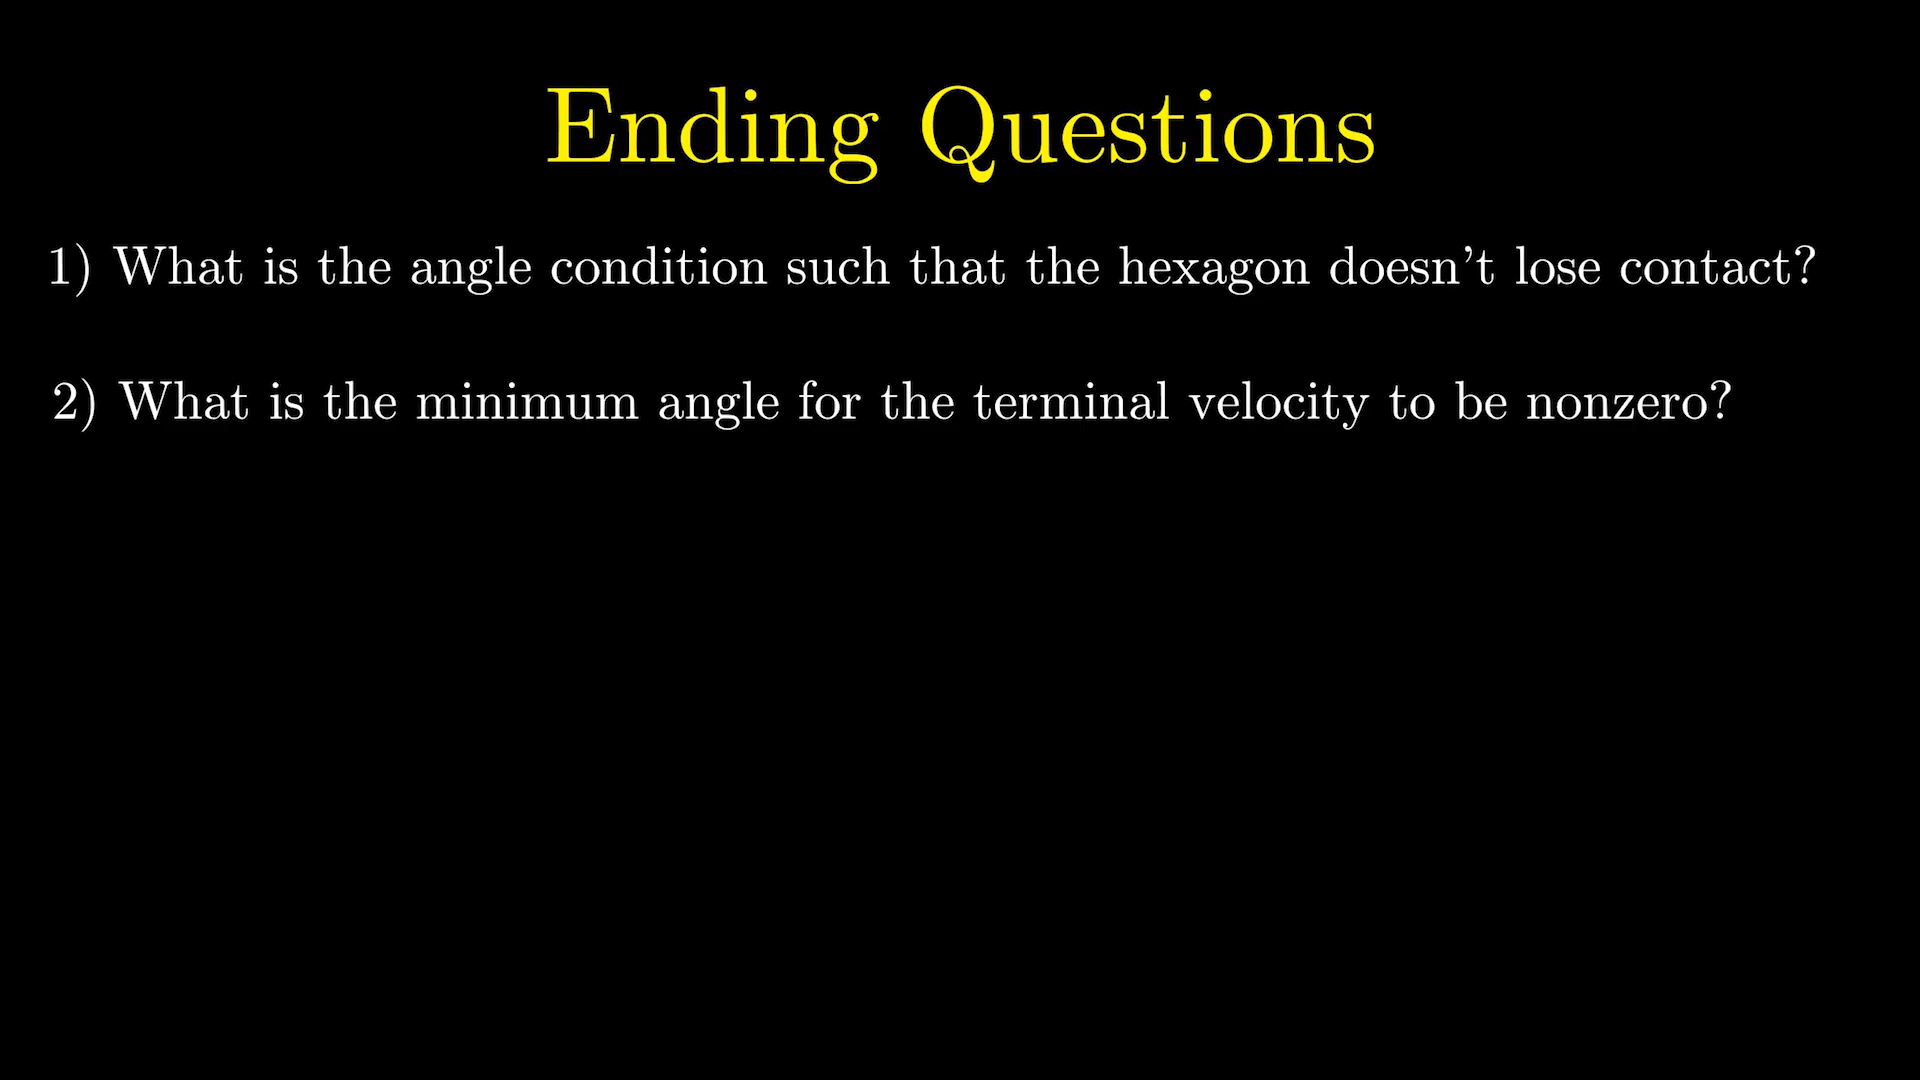 Ending Questions
1) What is the angle condition such that the hexagon doesn't lose contact?
2) What is the minimum angle for the terminal velocity to be nonzero?